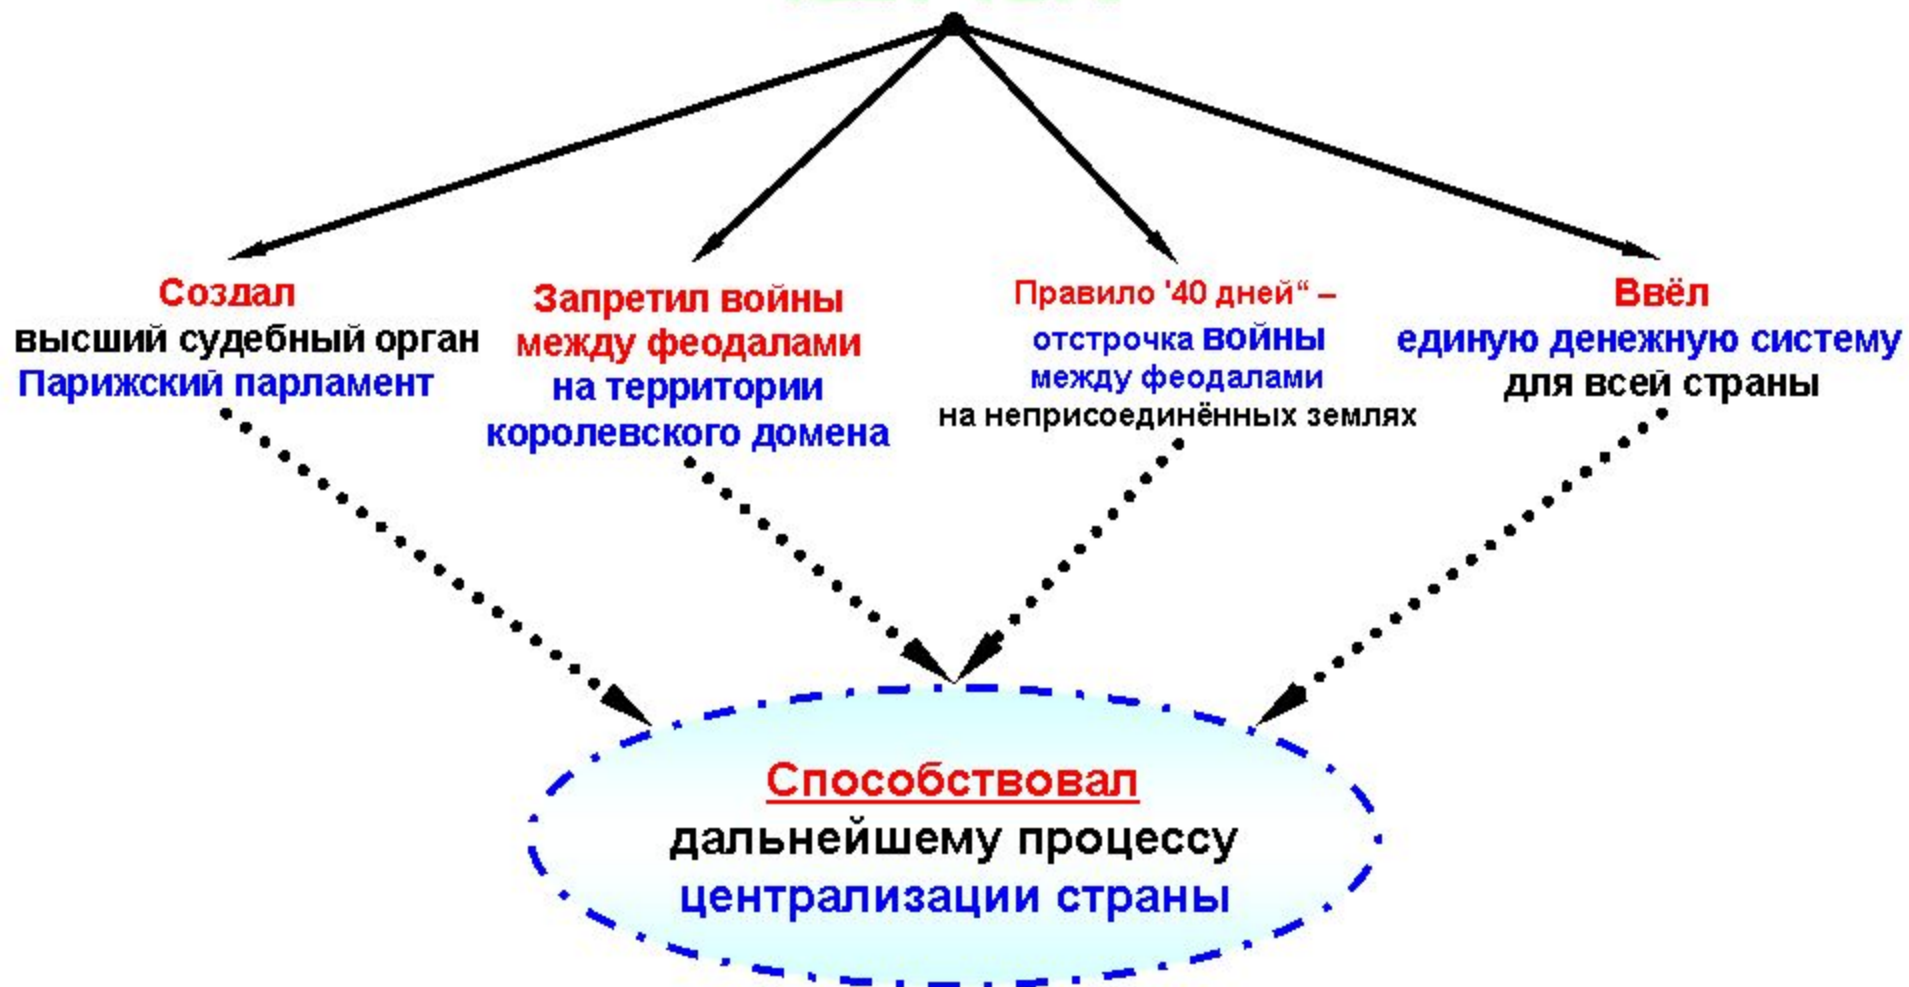 Создал
высший судебный орган
Парижский парламент
Запретил войны
между феодалами
на территории
королевского домена
Правило '40 дней“ –
отстрочка войны
между феодалами
на неприсоединённых землях
Ввёл
единую денежную систему
для всей страны
Способствовал
дальнейшему процессу
централизации страны